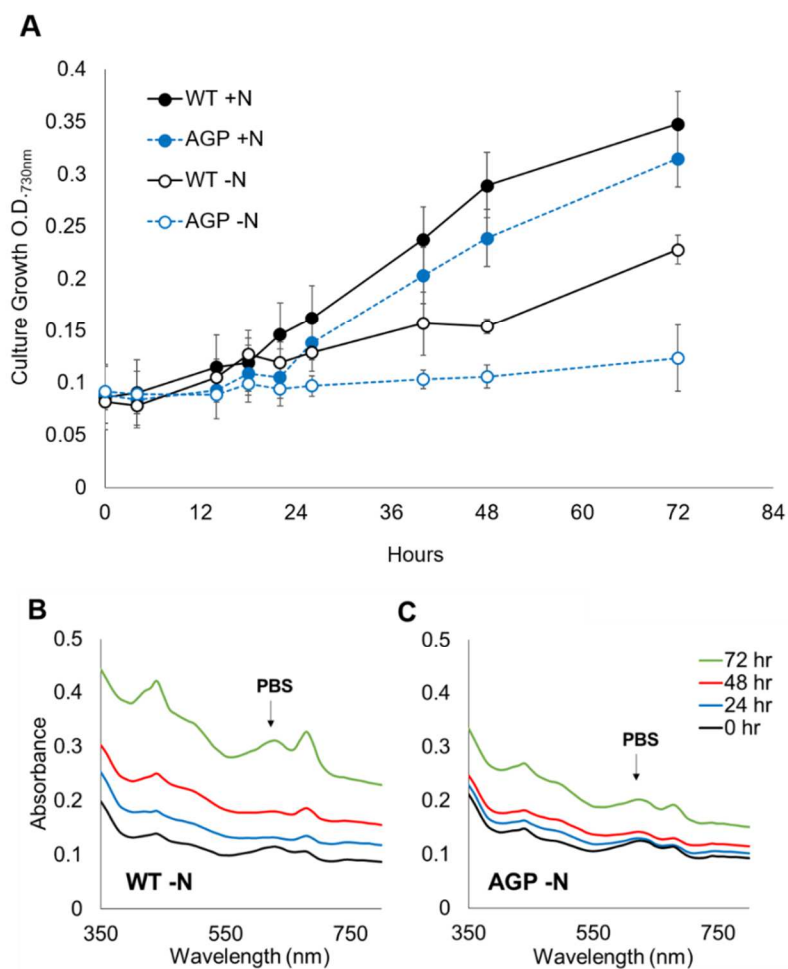 A
0.4
0.35
0.3
0.25
0.2
0.15
0.1
0.05
0
Culture Growth O.D.730nm
WT +N
AGP +N
WT -N
AGP -N
0 12 24 36 48 60 72 84
Hours
B
0.5
0.4
0.3
0.2
0.1
0
Absorbance
PBS
WT -N
350 550 750
Wavelength (nm)
C
0.5
0.4
0.3
0.2
0.1
0
72 hr
48 hr
24 hr
0 hr
PBS
AGP -N
350 550 750
Wavelength (nm)